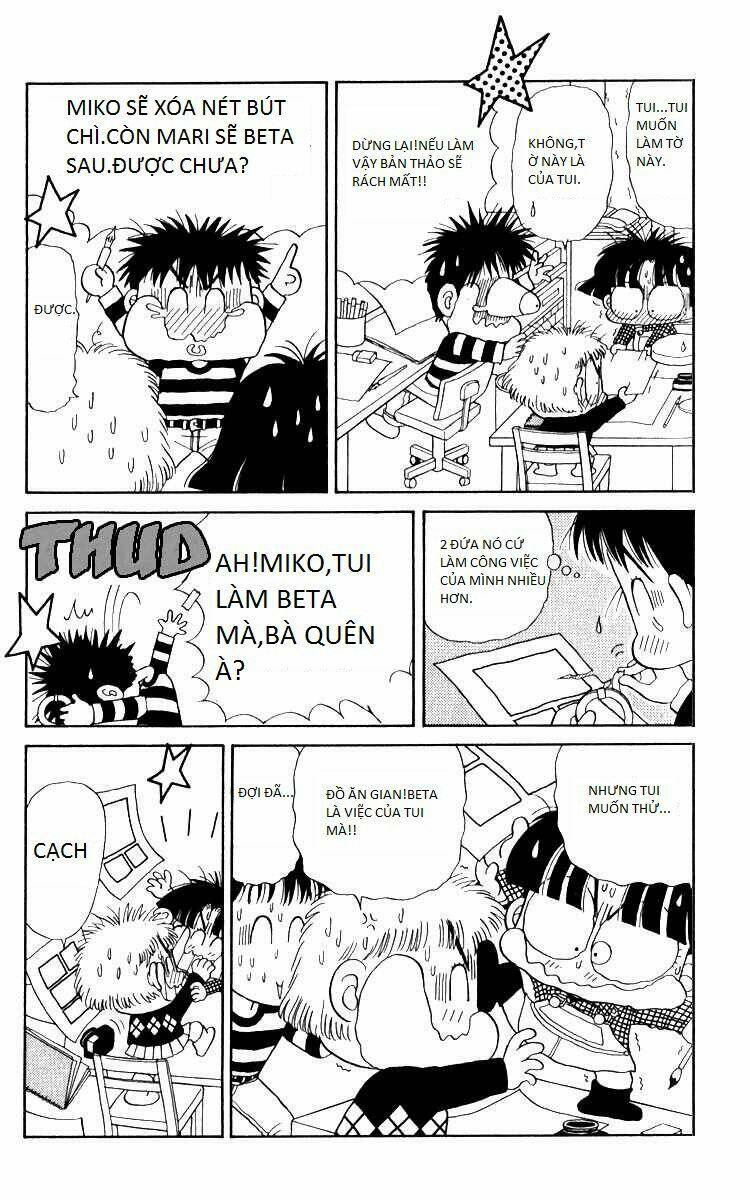 TUI...TUI
MUỐN
LÀM TỜ
NÀY.
KHÔNG,T
Ờ NÀY LÀ
CỦA TUI.
DỪNG LẠI!NẾU LÀM
VẬY BẢN THẢO SẼ
RÁCH MẤT!!
MIKO SẼ XÓA NÉT BÚT
CHÌ.CÒN MARI SẼ BETA
SAU.ĐƯỢC CHƯA?
ĐƯỢC.
2 ĐỨA NÓ CỨ
LÀM CÔNG VIỆC
CỦA MÌNH NHIỀU
HƠN.
AH!MIKO,TUI
LÀM BETA
MÀ,BÀ QUÊN
À?
THUD
NHƯNG TUI
MUỐN THỬ...
ĐỒ ĂN GIAN!BETA
LÀ VIỆC CỦA TUI
MÀ!!
ĐỢI ĐÃ...
CẠCH